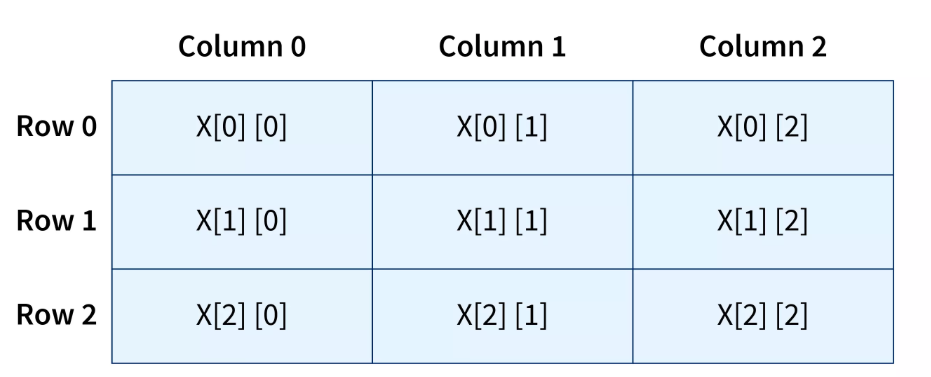 Column 0 Column 1 Column 2
Row 0 X[0] [0] X[0] [1] X[0] [2]
Row 1 X[1] [0] X[1] [1] X[1] [2]
Row 2 X[2] [0] X[2] [1] X[2] [2]